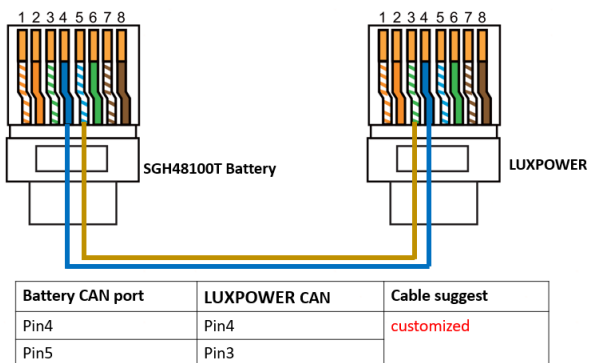 1 2 3 4 5 6 7 8
1 2 3 4 5 6 7 8
SGH48100T Battery
LUXPOWER
Battery CAN port LUXPOWER CAN Cable suggest
Pin4 Pin4 customized
Pin5 Pin3